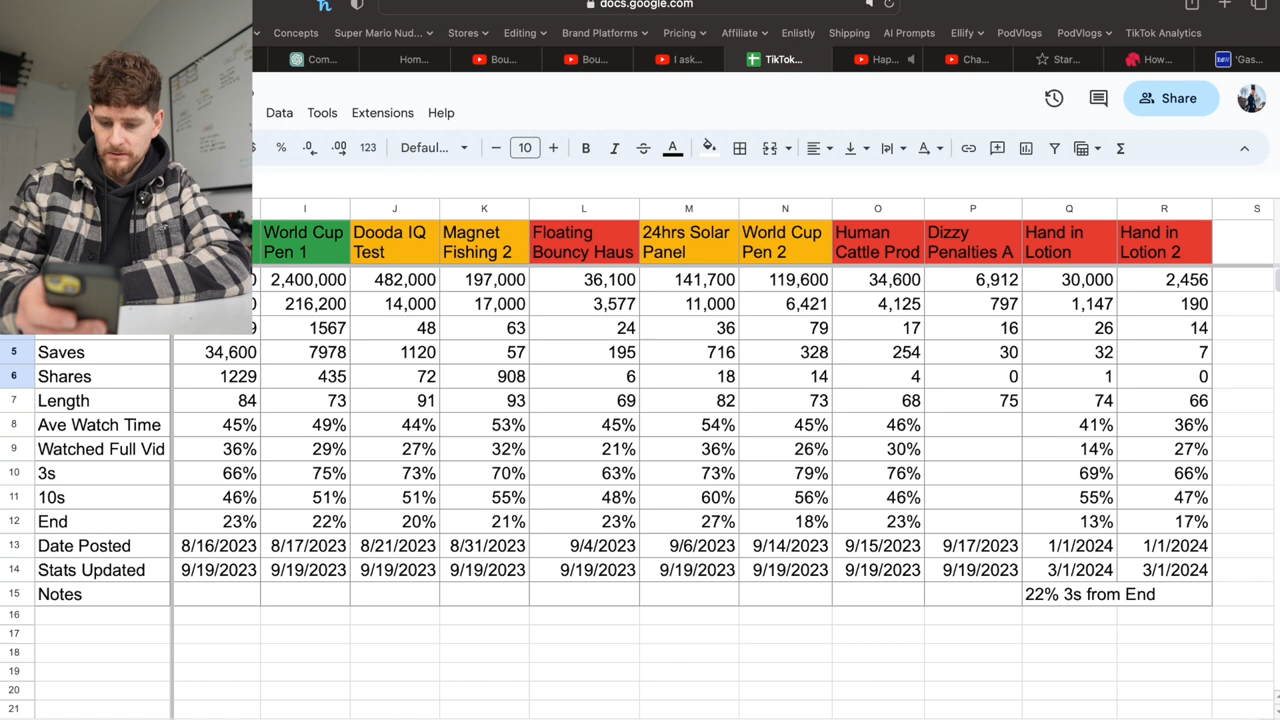 docs.google.com
Concepts Super Mario Nud... Stores Editing Brand Platforms Pricing Affiliate Enlistly Shipping AI Prompts Ellify PodVlogs PodVlogs TikTok Analytics
Com... Hom... Bou... Bou... I ask... TikTok... Hap... Cha... Star... How... 'Gas...
Data Tools Extensions Help
Share
% .0 .00 123 Defaul... 10 B I A
I J K L M N O P Q R S
World Cup Pen 1 Dooda IQ Test Magnet Fishing 2 Floating Bouncy Haus 24hrs Solar Panel World Cup Pen 2 Human Cattle Prod Dizzy Penalties A Hand in Lotion Hand in Lotion 2
2,400,000 482,000 197,000 36,100 141,700 119,600 34,600 6,912 30,000 2,456
216,200 14,000 17,000 3,577 11,000 6,421 4,125 797 1,147 190
1567 48 63 24 36 79 17 16 26 14
5 Saves 34,600 7978 1120 57 195 716 328 254 30 32 7
6 Shares 1229 435 72 908 6 18 14 4 0 1 0
7 Length 84 73 91 93 69 82 73 68 75 74 66
8 Ave Watch Time 45% 49% 44% 53% 45% 54% 45% 46% 41% 36%
9 Watched Full Vid 36% 29% 27% 32% 21% 36% 26% 30% 14% 27%
10 3s 66% 75% 73% 70% 63% 73% 79% 76% 69% 66%
11 10s 46% 51% 51% 55% 48% 60% 56% 46% 55% 47%
12 End 23% 22% 20% 21% 23% 27% 18% 23% 13% 17%
13 Date Posted 8/16/2023 8/17/2023 8/21/2023 8/31/2023 9/4/2023 9/6/2023 9/14/2023 9/15/2023 9/17/2023 1/1/2024 1/1/2024
14 Stats Updated 9/19/2023 9/19/2023 9/19/2023 9/19/2023 9/19/2023 9/19/2023 9/19/2023 9/19/2023 9/19/2023 3/1/2024 3/1/2024
15 Notes 22% 3s from End
16
17
18
19
20
21